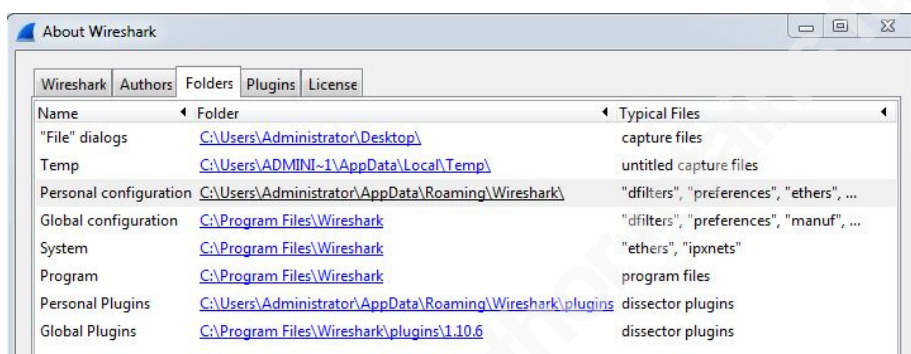 About Wireshark
Wireshark Authors Folders Plugins License
Name Folder Typical Files
"File" dialogs C:\Users\Administrator\Desktop\ capture files
Temp C:\Users\ADMINI~1\AppData\Local\Temp\ untitled capture files
Personal configuration C:\Users\Administrator\AppData\Roaming\Wireshark\ "dfilters", "preferences", "ethers", ...
Global configuration C:\Program Files\Wireshark "dfilters", "preferences", "manuf", ...
System C:\Program Files\Wireshark "ethers", "ipxnets"
Program C:\Program Files\Wireshark program files
Personal Plugins C:\Users\Administrator\AppData\Roaming\Wireshark\plugins dissector plugins
Global Plugins C:\Program Files\Wireshark\plugins\1.10.6 dissector plugins